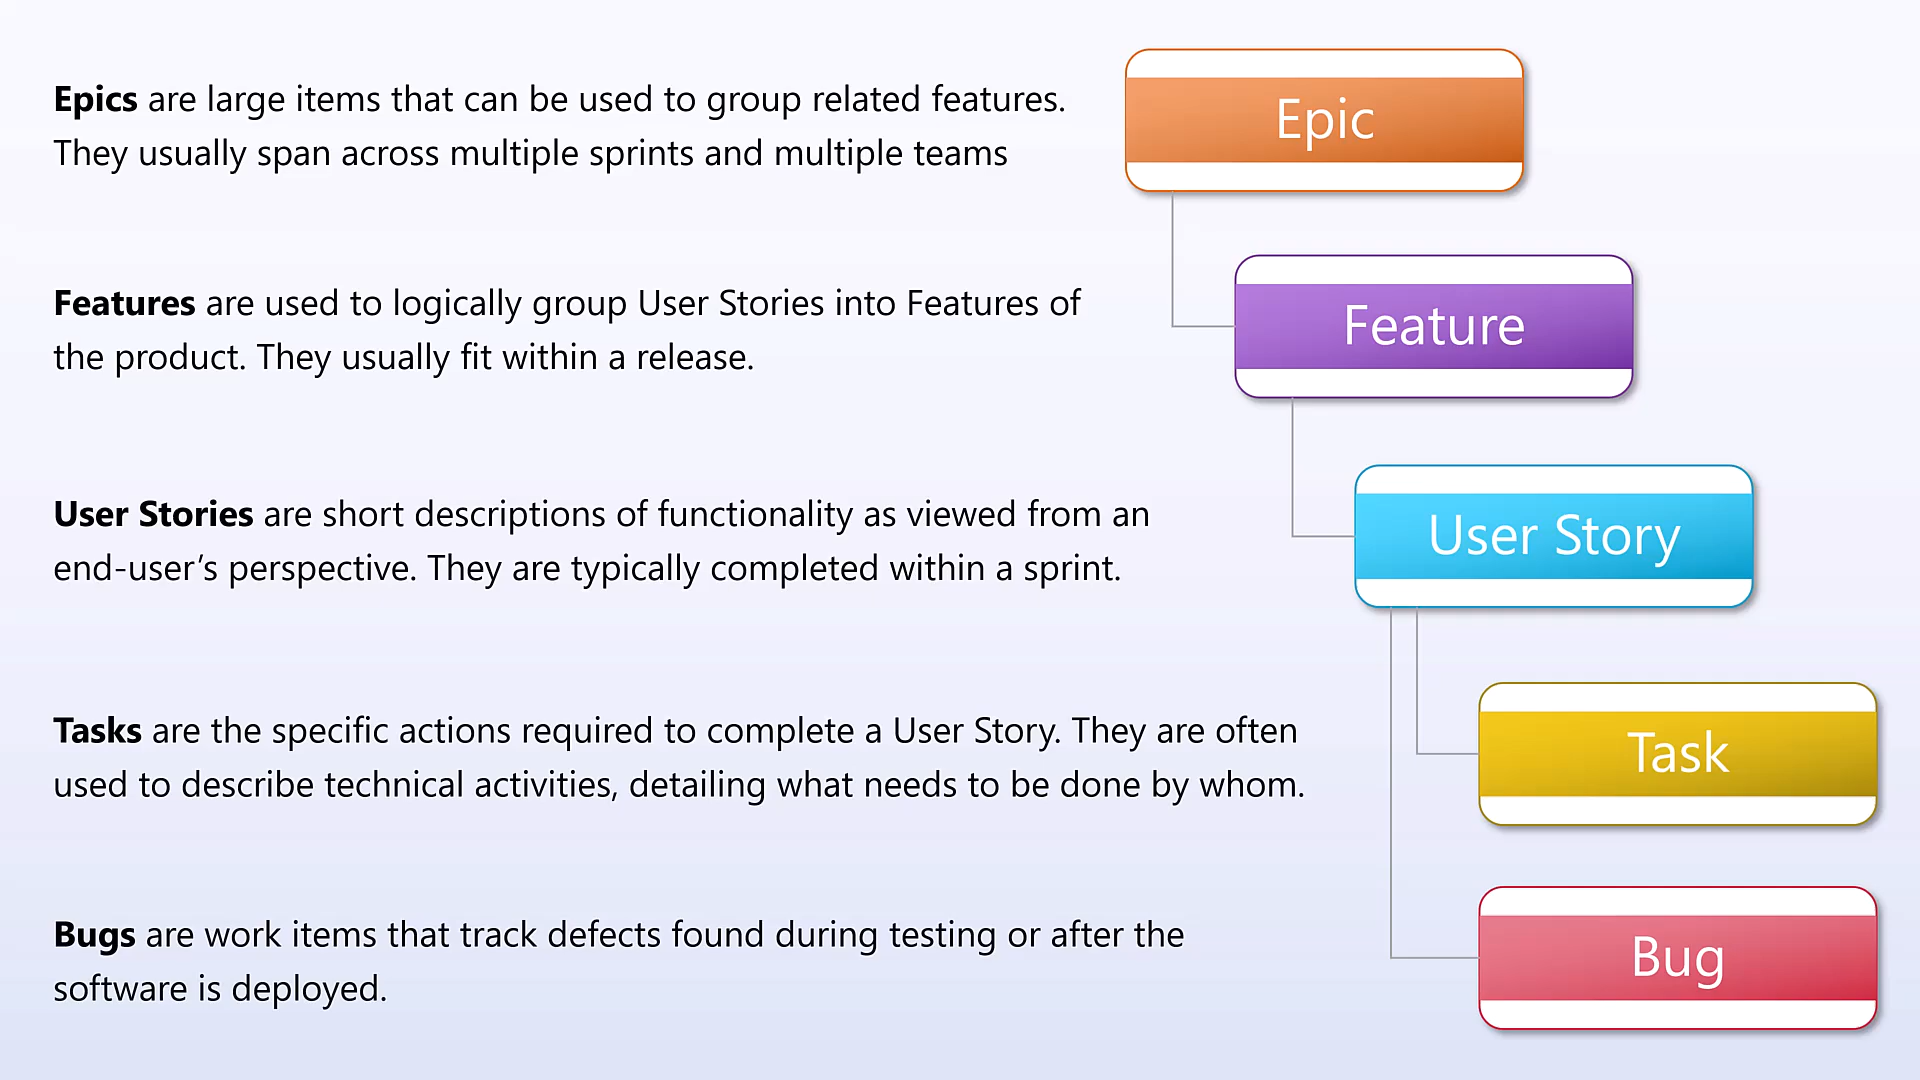 Epics are large items that can be used to group related features.
They usually span across multiple sprints and multiple teams
Epic
Features are used to logically group User Stories into Features of
the product. They usually fit within a release.
Feature
User Stories are short descriptions of functionality as viewed from an
end-user’s perspective. They are typically completed within a sprint.
User Story
Tasks are the specific actions required to complete a User Story. They are often
used to describe technical activities, detailing what needs to be done by whom.
Task
Bugs are work items that track defects found during testing or after the
software is deployed.
Bug